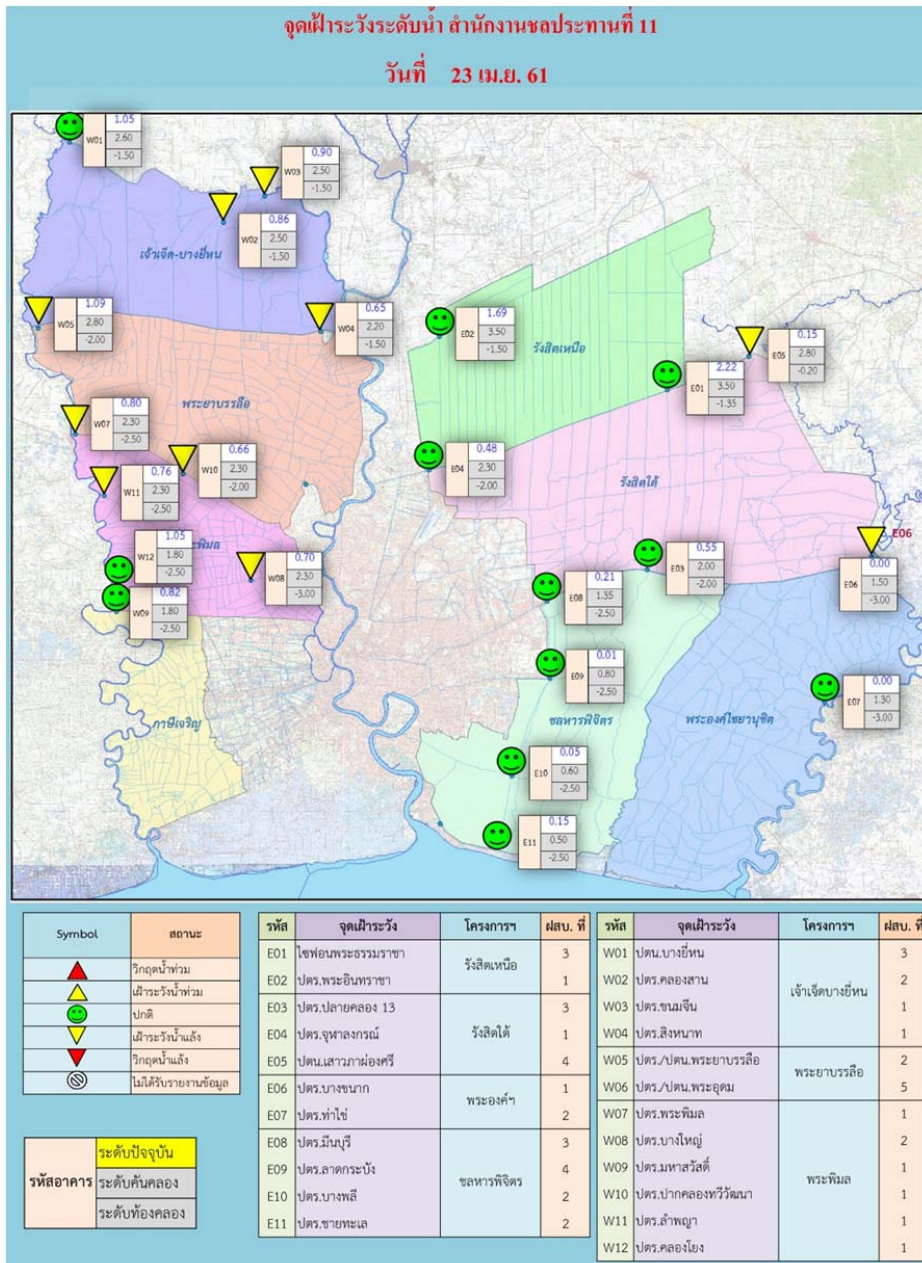 จุดเฝ้าระวังระดับน้ำ สำนักงานชลประทานที่ 11
วันที่ 23 เม.ย. 61
W01 1.05 2.60 -1.50
W03 0.90 2.50 -1.50
W02 0.86 2.50 -1.50
เจ้าเจ็ด-บางยี่หน
W05 1.09 2.80 -2.00
W04 0.65 2.20 -1.50
E02 1.69 3.50 -1.50
รังสิตเหนือ
E05 0.15 2.80 -0.20
E01 2.22 3.50 -1.35
พระยาบรรลือ
W07 0.80 2.30 -2.50
W10 0.66 2.30 -2.00
E04 0.48 2.30 -2.00
W11 0.76 2.30 -2.50
รังสิตใต้
E06
W12 1.05 1.80 -2.50
พิมล
W08 0.70 2.30 -3.00
E03 0.55 2.00 -2.00
E06 0.00 1.50 -3.00
W09 0.82 1.80 -2.50
E08 0.21 1.35 -2.50
E09 0.01 0.80 -2.50
E07 0.00 1.30 -3.00
ภาษีเจริญ
ชลหารพิจิตร
พระองค์ไชยานุชิต
E10 0.05 0.60 -2.50
E11 0.15 0.50 -2.50
Symbol สถานะ
วิกฤตน้ำท่วม
เฝ้าระวังน้ำท่วม
ปกติ
เฝ้าระวังน้ำแล้ง
วิกฤตน้ำแล้ง
ไม่ได้รับรายงานข้อมูล
รหัสอาคาร
ระดับปัจจุบัน
ระดับคันคลอง
ระดับท้องคลอง
รหัส จุดเฝ้าระวัง โครงการฯ ฝสบ. ที่
E01 ไซฟอนพระธรรมราชา รังสิตเหนือ 3
E02 ปตร.พระอินทราชา 1
E03 ปตร.ปลายคลอง 13 รังสิตใต้ 3
E04 ปตร.จุฬาลงกรณ์ 1
E05 ปตน.เสาวภาผ่องศรี 4
E06 ปตร.บางขนาก พระองค์ฯ 1
E07 ปตร.ท่าไข่ 2
E08 ปตร.มีนบุรี ชลหารพิจิตร 3
E09 ปตร.ลาดกระบัง 4
E10 ปตร.บางพลี 2
E11 ปตร.ชายทะเล 2
รหัส จุดเฝ้าระวัง โครงการฯ ฝสบ. ที่
W01 ปตน.บางยี่หน เจ้าเจ็ดบางยี่หน 3
W02 ปตร.คลองสาน 2
W03 ปตร.ขนมจีน 1
W04 ปตร.สิงหนาท 1
W05 ปตร./ปตน.พระยาบรรลือ พระยาบรรลือ 2
W06 ปตร./ปตน.พระอุดม 5
W07 ปตร.พระพิมล พระพิมล 1
W08 ปตร.บางใหญ่ 2
W09 ปตร.มหาสวัสดิ์ 1
W10 ปตร.ปากคลองทวีวัฒนา 1
W11 ปตร.ลำพญา 1
W12 ปตร.คลองโยง 1